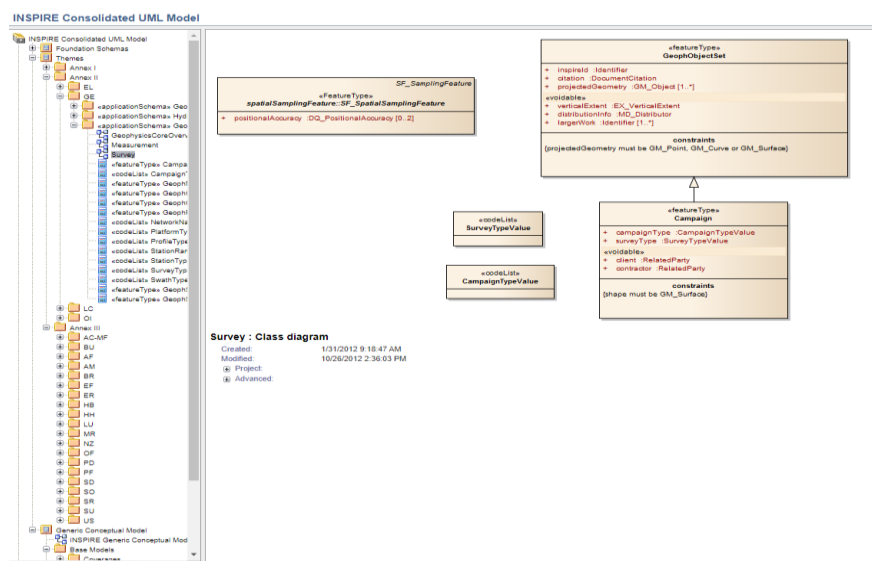 INSPIRE Consolidated UML Model
INSPIRE Consolidated UML Model
Foundation Schemas
Themes
Annex I
Annex II
EL
GE
«applicationSchema» Geo
«applicationSchema» Hyd
«applicationSchema» Geo
GeophysicsCoreOverv
Measurement
Survey
«featureType» Campa
«codeList» Campaign
«featureType» Geoph
«featureType» Geoph
«featureType» Geoph
«codeList» NetworkNa
«codeList» PlatformTy
«codeList» ProfileType
«codeList» StationRan
«codeList» StationTyp
«codeList» SurveyTyp
«codeList» SwathType
«featureType» Geoph
«featureType» Geoph
LC
OI
Annex III
AC-MF
BU
AF
AM
BR
EF
ER
HB
HH
LU
MR
NZ
OF
PD
PF
SD
SO
SR
SU
US
Generic Conceptual Model
INSPIRE Generic Conceptual Mod
Base Models
Coverages
SF_SamplingFeature
«FeatureType»
spatialSamplingFeature::SF_SpatialSamplingFeature
+ positionalAccuracy :DQ_PositionalAccuracy [0..2]
«featureType»
GeophObjectSet
+ inspireId :Identifier
+ citation :DocumentCitation
+ projectedGeometry :GM_Object [1..*]
«voidable»
+ verticalExtent :EX_VerticalExtent
+ distributionInfo :MD_Distributor
+ largerWork :Identifier [1..*]
constraints
{projectedGeometry must be GM_Point, GM_Curve or GM_Surface}
«codeList»
SurveyTypeValue
«codeList»
CampaignTypeValue
«featureType»
Campaign
+ campaignType :CampaignTypeValue
+ surveyType :SurveyTypeValue
«voidable»
+ client :RelatedParty
+ contractor :RelatedParty
constraints
{shape must be GM_Surface}
Survey : Class diagram
Created: 1/31/2012 9:18:47 AM
Modified: 10/26/2012 2:36:03 PM
Project:
Advanced: